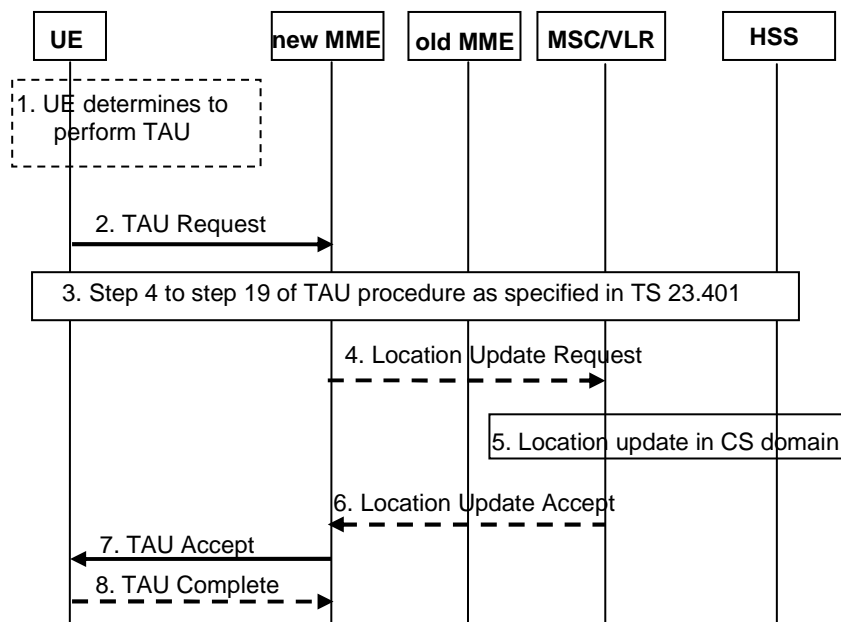 UE
new MME
old MME
MSC/VLR
HSS
1. UE determines to
perform TAU
2. TAU Request
3. Step 4 to step 19 of TAU procedure as specified in TS 23.401
4. Location Update Request
5. Location update in CS domain
6. Location Update Accept
7. TAU Accept
8. TAU Complete